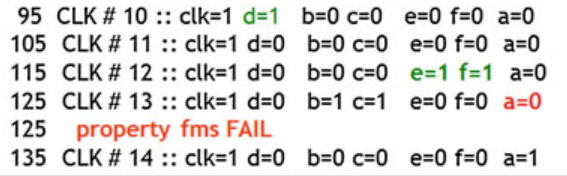 95 CLK # 10 :: clk=1 d=1 b=0 c=0 e=0 f=0 a=0
105 CLK # 11 :: clk=1 d=0 b=0 c=0 e=0 f=0 a=0
115 CLK # 12 :: clk=1 d=0 b=0 c=0 e=1 f=1 a=0
125 CLK # 13 :: clk=1 d=0 b=1 c=1 e=0 f=0 a=0
125 property fms FAIL
135 CLK # 14 :: clk=1 d=0 b=0 c=0 e=0 f=0 a=1